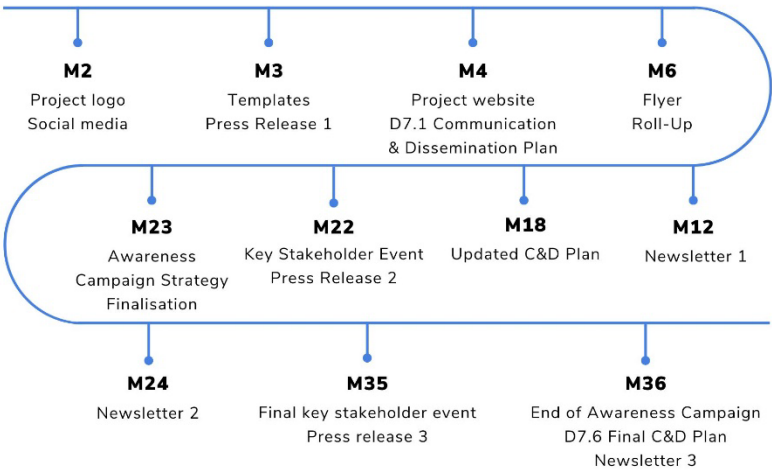 M2
Project logo
Social media
M3
Templates
Press Release 1
M4
Project website
D7.1 Communication
& Dissemination Plan
M6
Flyer
Roll-Up
M12
Newsletter 1
M18
Updated C&D Plan
M22
Key Stakeholder Event
Press Release 2
M23
Awareness
Campaign Strategy
Finalisation
M24
Newsletter 2
M35
Final key stakeholder event
Press release 3
M36
End of Awareness Campaign
D7.6 Final C&D Plan
Newsletter 3